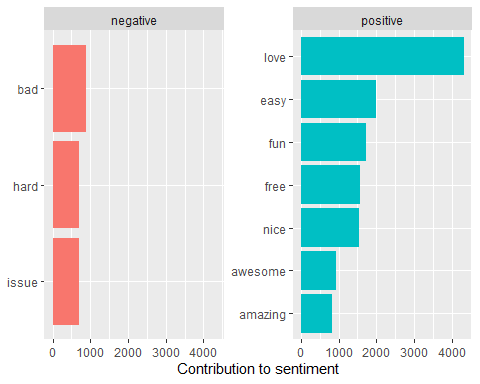 negative
bad
hard
issue
0 1000 2000 3000 4000
positive
love
easy
fun
free
nice
awesome
amazing
0 1000 2000 3000 4000
Contribution to sentiment